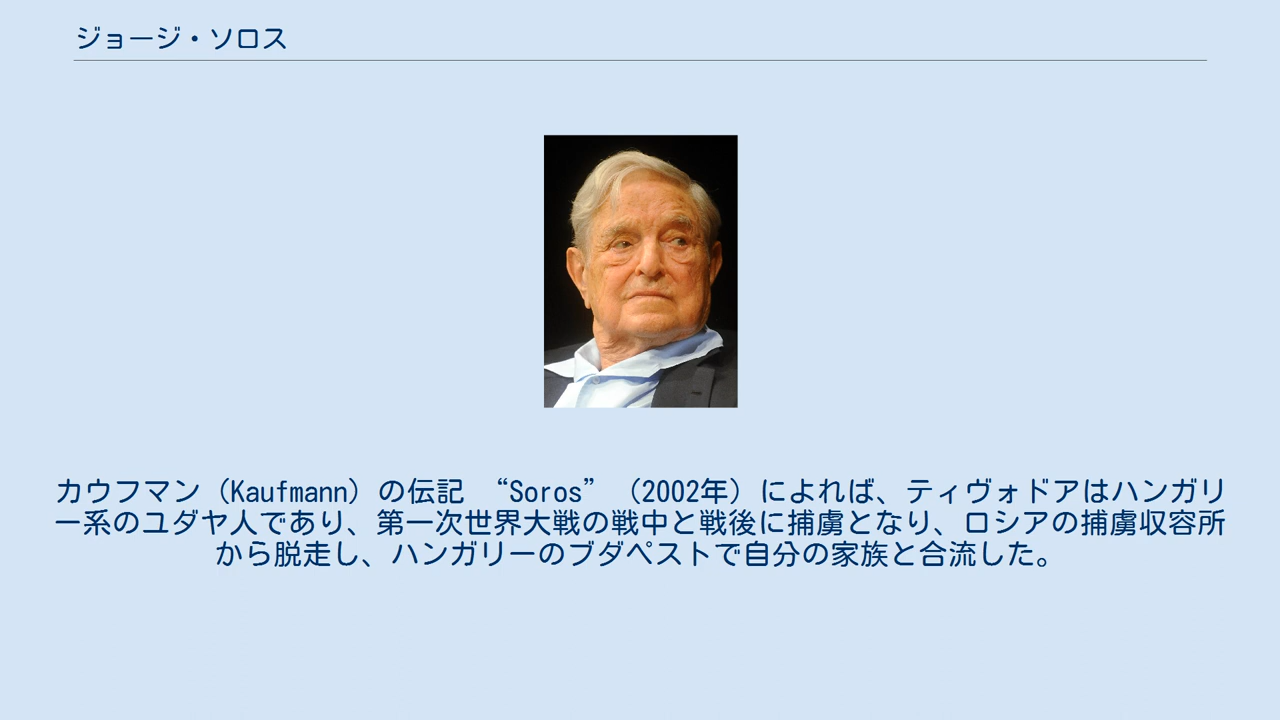 ジョージ・ソロス
カウフマン（Kaufmann）の伝記　“Soros”　（2002年）によれば、ティヴォドアはハンガリ
ー系のユダヤ人であり、第一次世界大戦の戦中と戦後に捕虜となり、ロシアの捕虜収容所
から脱走し、ハンガリーのブダペストで自分の家族と合流した。